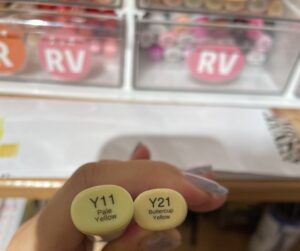 R
RV
RV
Y11
Pale
Yellow
Y21
Buttercup
Yellow